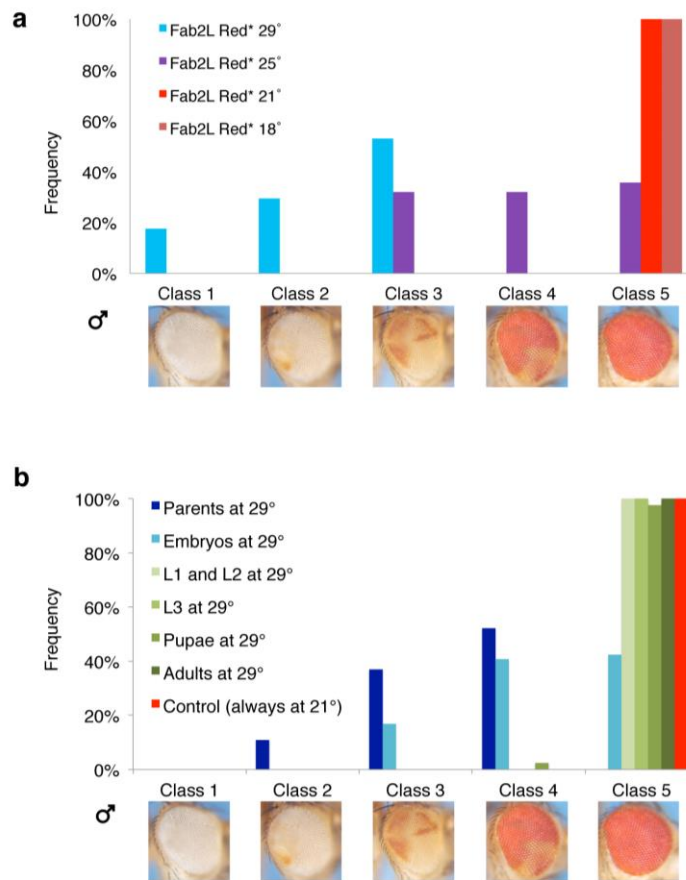 a
100%
80%
60%
40%
20%
0%
Frequency
Fab2L Red* 29°
Fab2L Red* 25°
Fab2L Red* 21°
Fab2L Red* 18°
Class 1 Class 2 Class 3 Class 4 Class 5
♂
b
100%
80%
60%
40%
20%
0%
Frequency
Parents at 29°
Embryos at 29°
L1 and L2 at 29°
L3 at 29°
Pupae at 29°
Adults at 29°
Control (always at 21°)
Class 1 Class 2 Class 3 Class 4 Class 5
♂